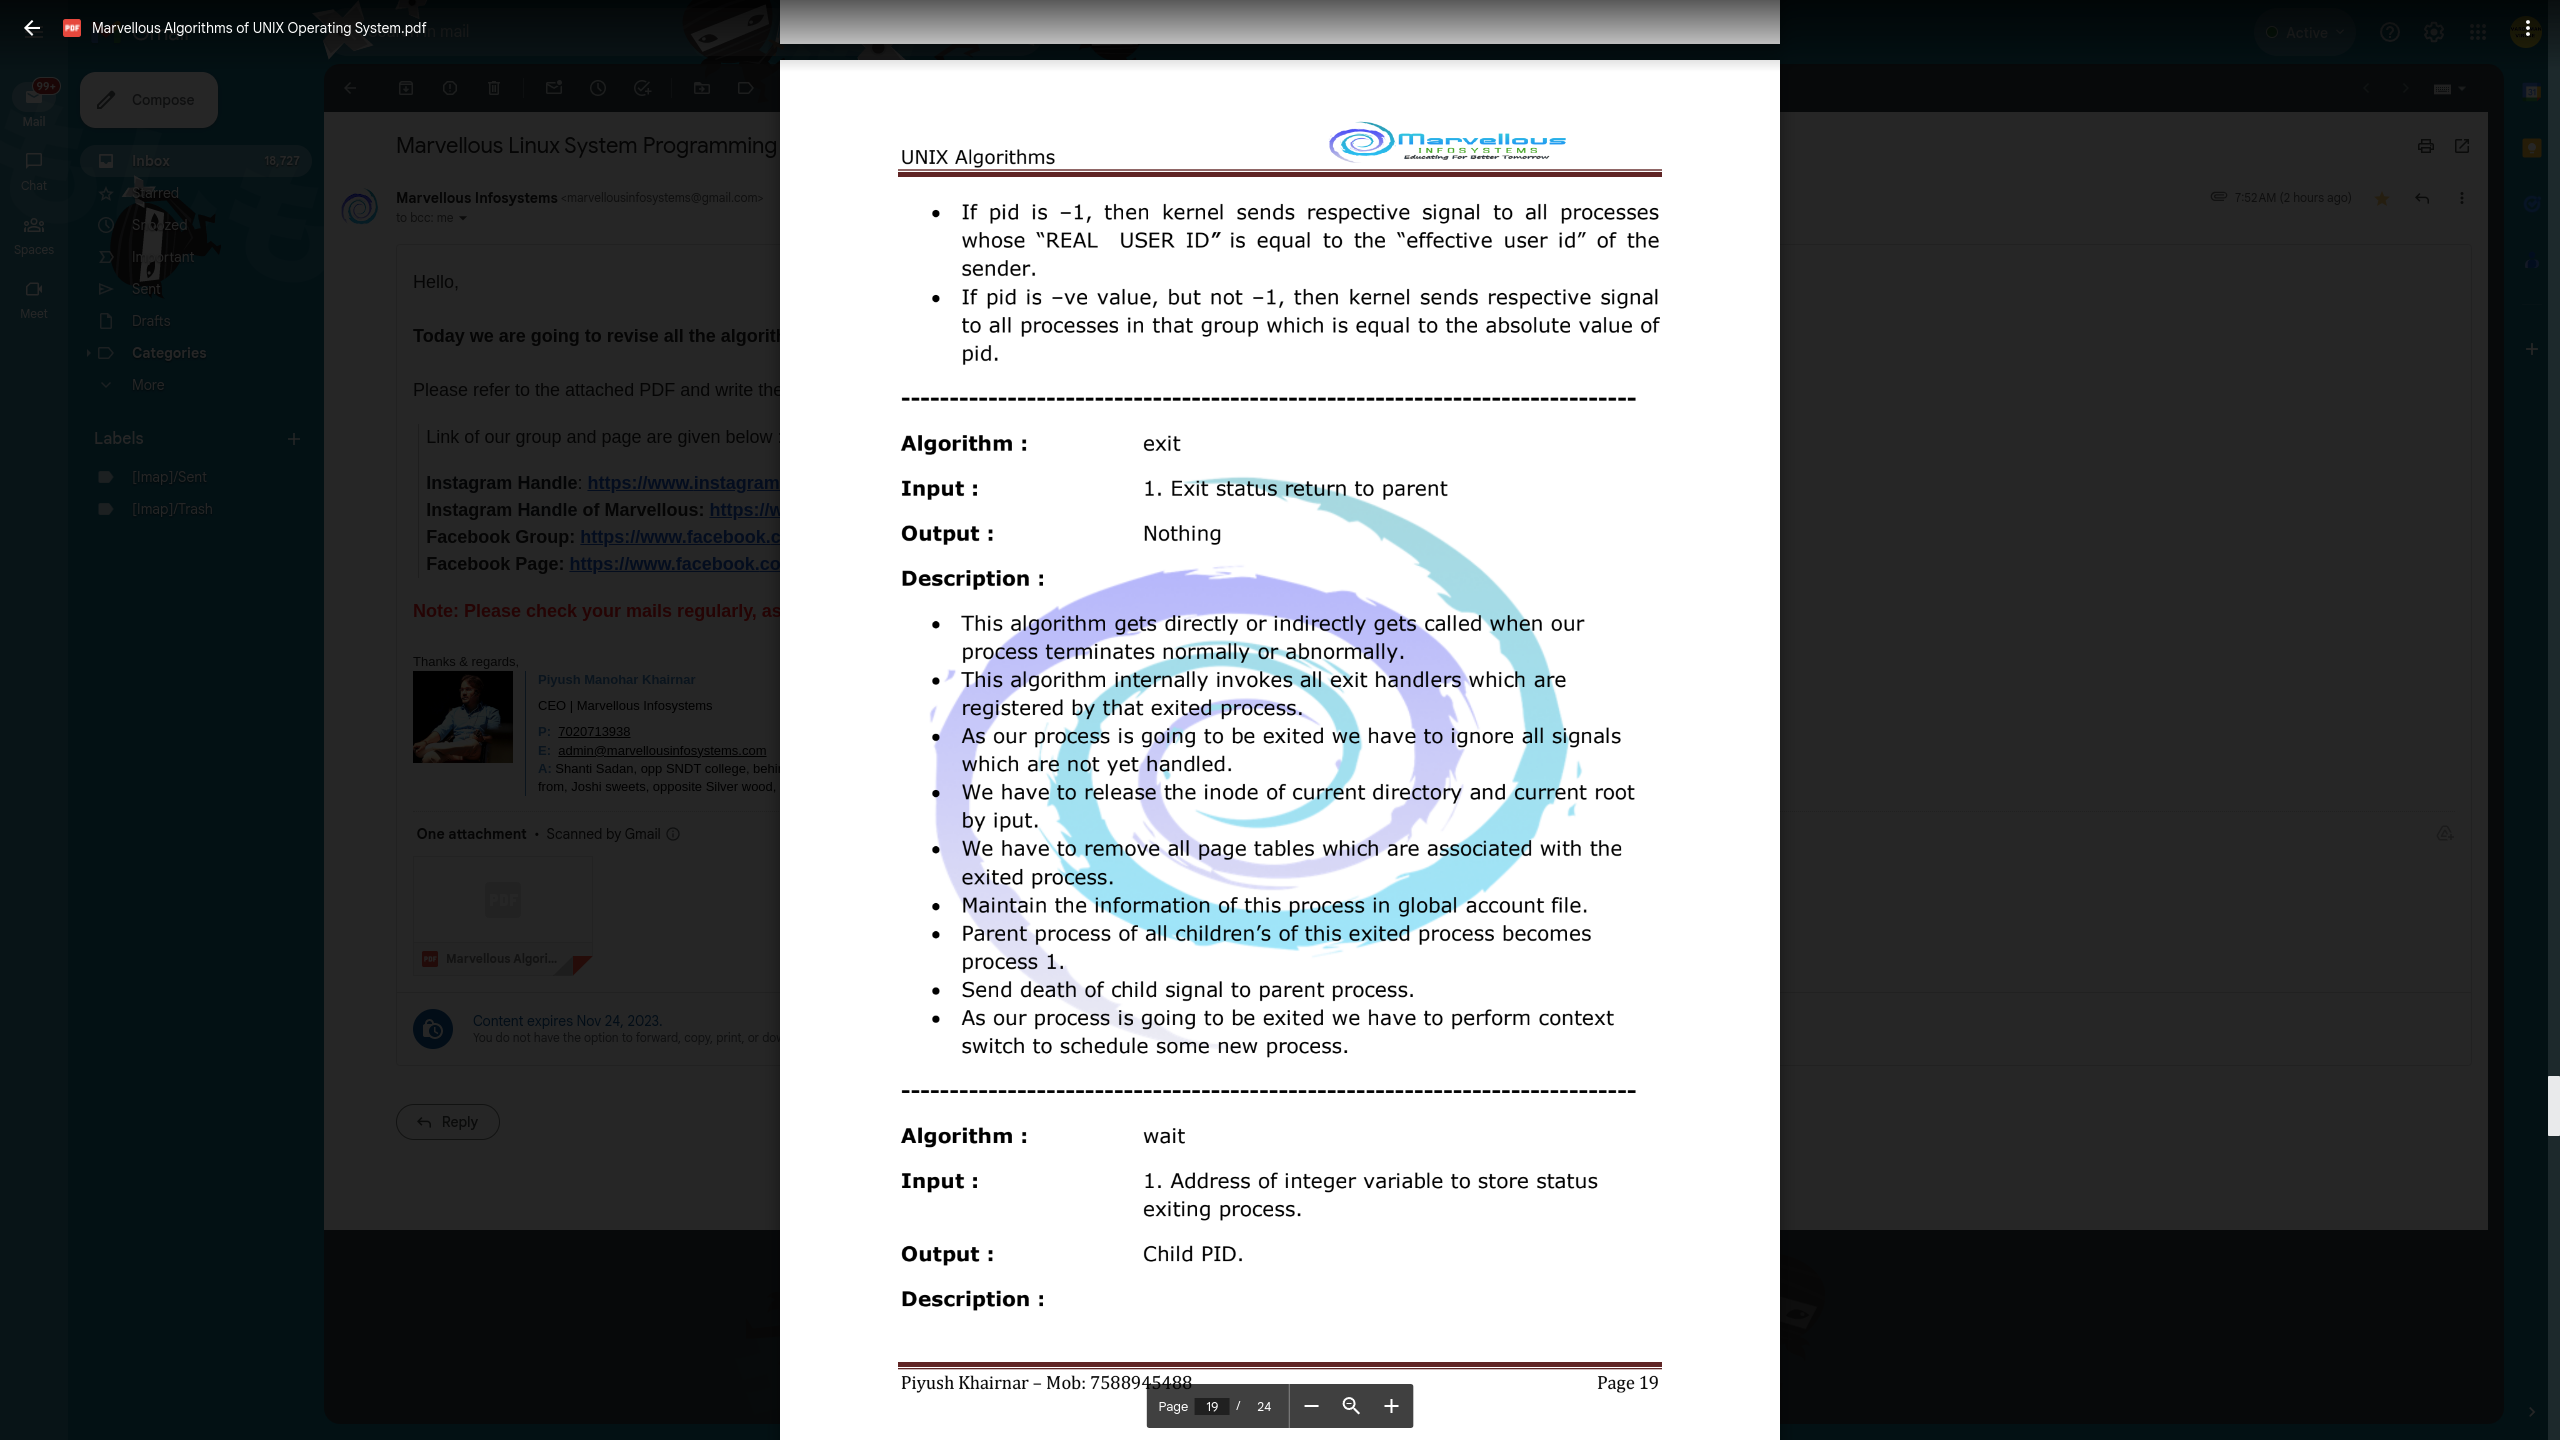 Marvellous Algorithms of UNIX Operating System.pdf
in mail
Active
99+
Mail
Chat
Spaces
Meet
Compose
Inbox 18,727
Starred
Snoozed
Important
Sent
Drafts
Categories
More
Labels
[Imap]/Sent
[Imap]/Trash
Marvellous Linux System Programming
Marvellous Infosystems <marvellousinfosystems@gmail.com>
to bcc: me
7:52 AM (2 hours ago)
Hello,
Today we are going to revise all the algorith
Please refer to the attached PDF and write the
Link of our group and page are given below
Instagram Handle: https://www.instagram
Instagram Handle of Marvellous: https://w
Facebook Group: https://www.facebook.c
Facebook Page: https://www.facebook.co
Note: Please check your mails regularly, as
Thanks & regards,
Piyush Manohar Khairnar
CEO | Marvellous Infosystems
P: 7020713938
E: admin@marvellousinfosystems.com
A: Shanti Sadan, opp SNDT college, behi
from, Joshi sweets, opposite Silver wood,
One attachment • Scanned by Gmail
PDF
PDF Marvellous Algori...
Content expires Nov 24, 2023.
You do not have the option to forward, copy, print, or dow
Reply
UNIX Algorithms
Marvellous
INFOSYSTEMS
Educating For Better Tomorrow
• If pid is –1, then kernel sends respective signal to all processes
whose “REAL USER ID” is equal to the “effective user id” of the
sender.
• If pid is –ve value, but not –1, then kernel sends respective signal
to all processes in that group which is equal to the absolute value of
pid.
----------------------------------------------------------------------------
Algorithm : exit
Input : 1. Exit status return to parent
Output : Nothing
Description :
• This algorithm gets directly or indirectly gets called when our
process terminates normally or abnormally.
• This algorithm internally invokes all exit handlers which are
registered by that exited process.
• As our process is going to be exited we have to ignore all signals
which are not yet handled.
• We have to release the inode of current directory and current root
by iput.
• We have to remove all page tables which are associated with the
exited process.
• Maintain the information of this process in global account file.
• Parent process of all children’s of this exited process becomes
process 1.
• Send death of child signal to parent process.
• As our process is going to be exited we have to perform context
switch to schedule some new process.
----------------------------------------------------------------------------
Algorithm : wait
Input : 1. Address of integer variable to store status
exiting process.
Output : Child PID.
Description :
Piyush Khairnar – Mob: 7588945488 Page 19
Page 19 / 24